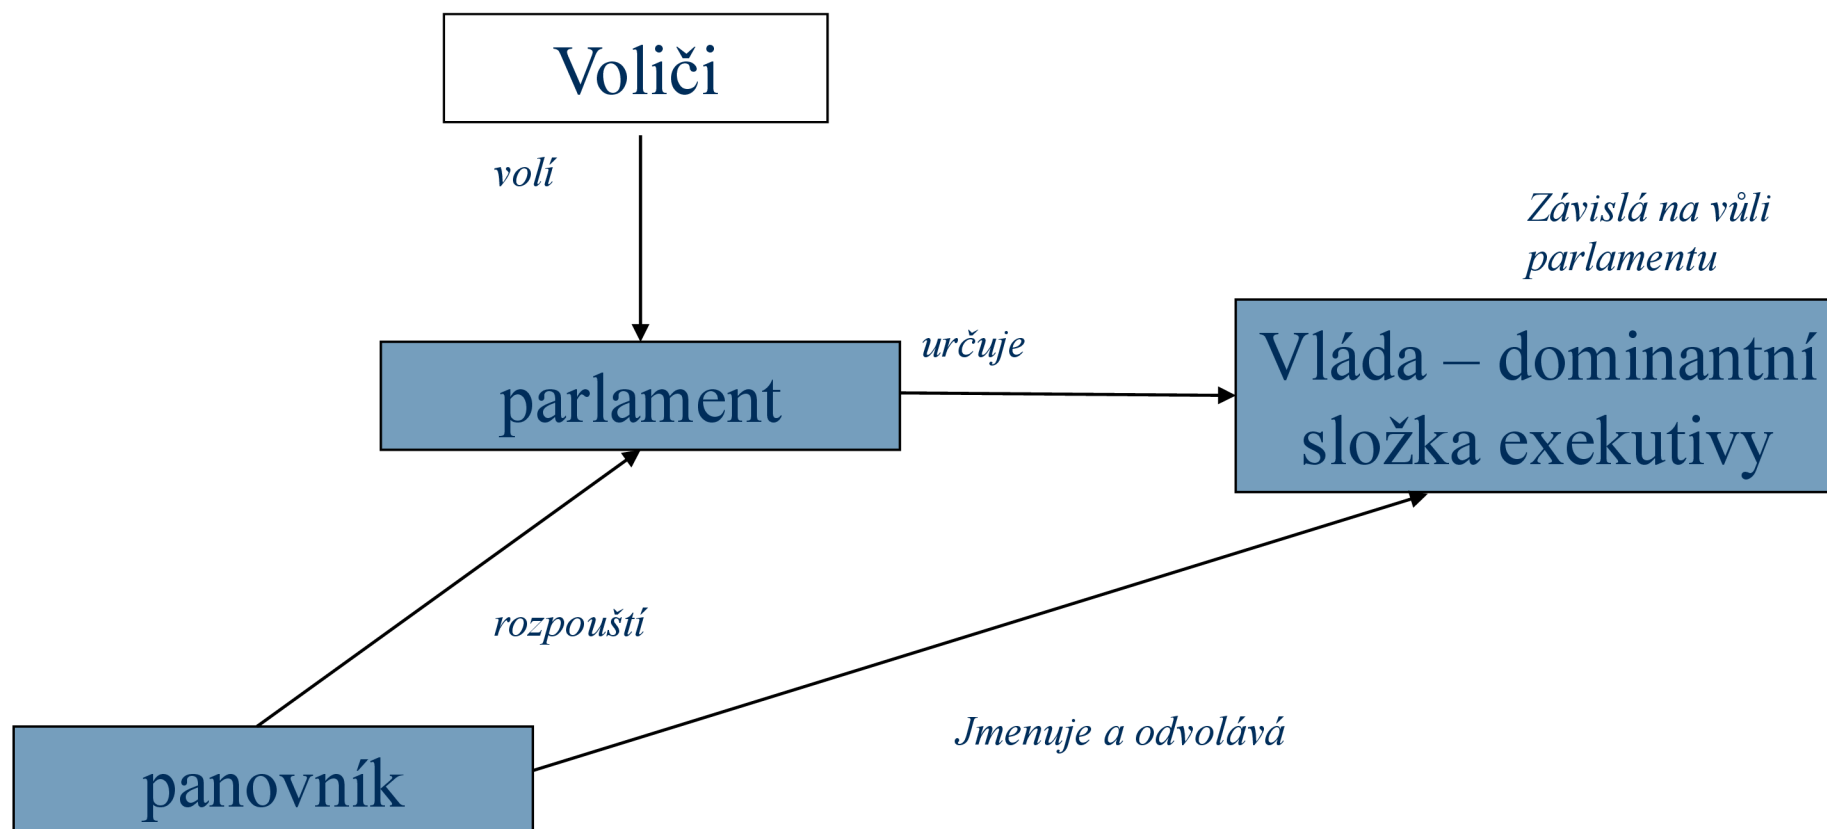 Voliči
volí
Závislá na vůli
parlamentu
určuje
parlament
Vláda – dominantní
složka exekutivy
rozpouští
Jmenuje a odvolává
panovník